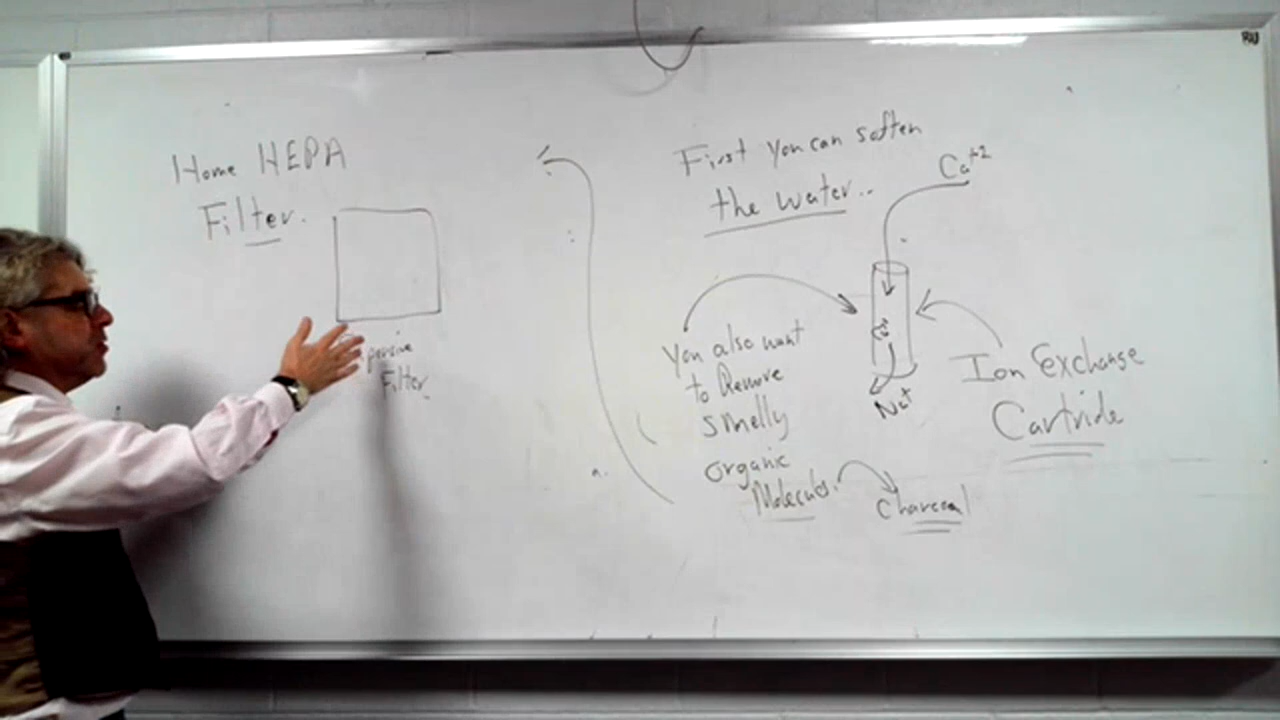 Home HEPA
Filter.
Filter
First you can soften
the water..
Ca+2
Na+
You also want
to Remove
smelly
organic
Molecules.
charcoal
Ion Exchange
Cartride